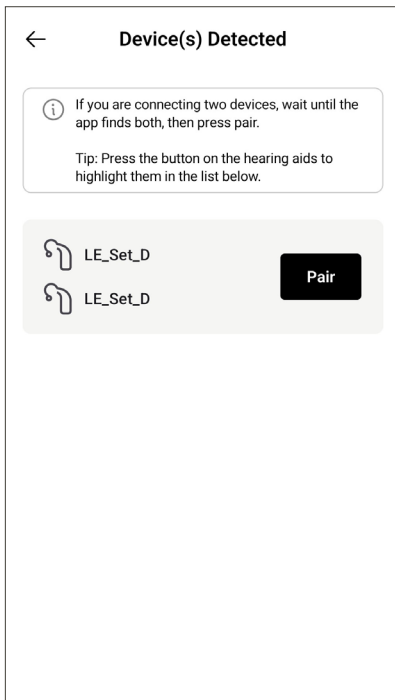 Device(s) Detected
If you are connecting two devices, wait until the
app finds both, then press pair.
Tip: Press the button on the hearing aids to
highlight them in the list below.
LE_Set_D
Pair
LE_Set_D